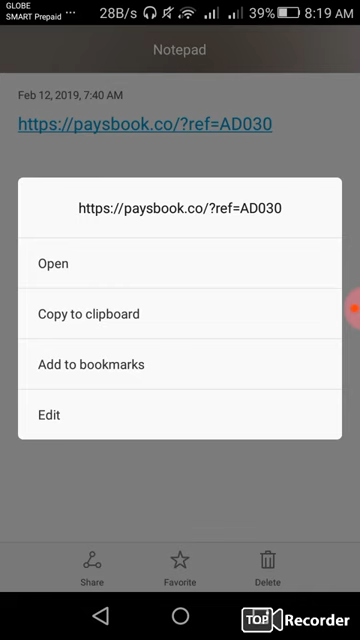 GLOBE
SMART Prepaid ... 28B/s 39% 8:19 AM
Notepad
Feb 12, 2019, 7:40 AM
https://paysbook.co/?ref=AD030
https://paysbook.co/?ref=AD030
Open
Copy to clipboard
Add to bookmarks
Edit
Share Favorite Delete
TOP Recorder